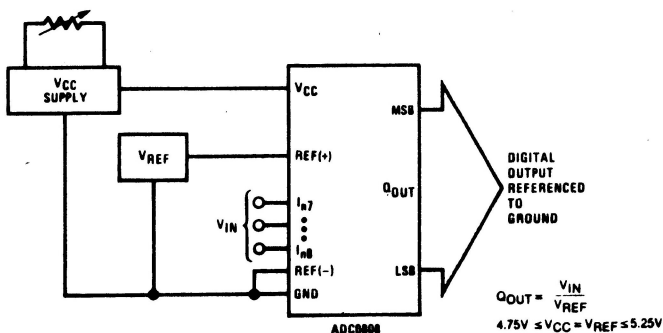 VCC
SUPPLY
VCC
MSB
VREF
REF(+)
DIGITAL
OUTPUT
REFERENCED
TO
GROUND
QOUT
VIN
In7
In0
REF(-)
LSB
GND
QOUT = VIN
VREF
4.75V ≤ VCC = VREF ≤ 5.25V
ADC0808